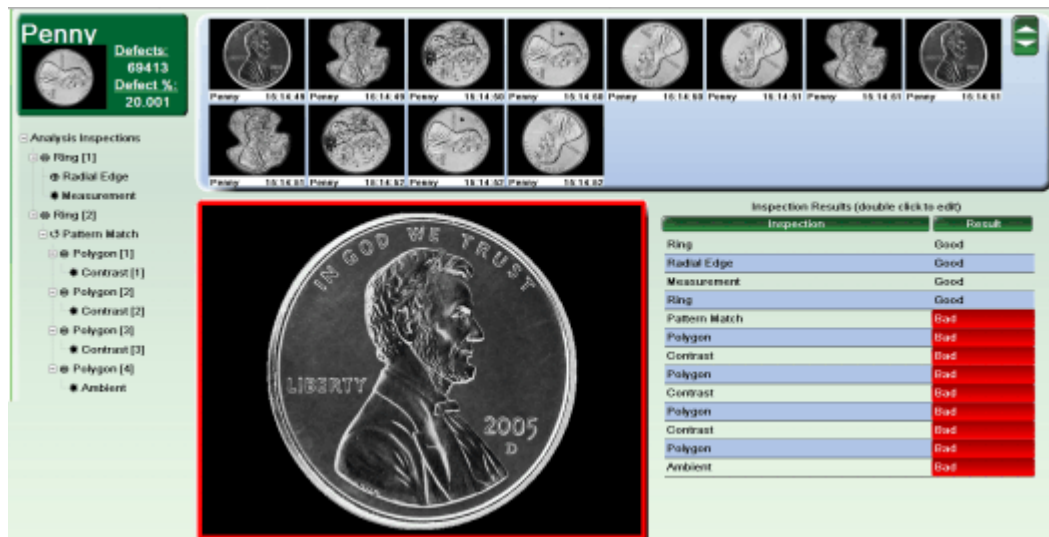 Penny
Defects:
69413
Defect %:
20.001
Penny 16:14:49 Penny 16:14:49 Penny 16:14:50 Penny 16:14:50 Penny 16:14:50 Penny 16:14:51 Penny 16:14:51 Penny 16:14:51
Penny 16:14:51 Penny 16:14:52 Penny 16:14:52 Penny 16:14:52
Analysis Inspections
Ring [1]
Radial Edge
Measurement
Ring [2]
Pattern Match
Polygon [1]
Contrast [1]
Polygon [2]
Contrast [2]
Polygon [3]
Contrast [3]
Polygon [4]
Ambient
IN GOD WE TRUST
LIBERTY
2005
D
Inspection Results (double click to edit)
Inspection Result
Ring Good
Radial Edge Good
Measurement Good
Ring Good
Pattern Match Bad
Polygon Bad
Contrast Bad
Polygon Bad
Contrast Bad
Polygon Bad
Contrast Bad
Polygon Bad
Ambient Bad